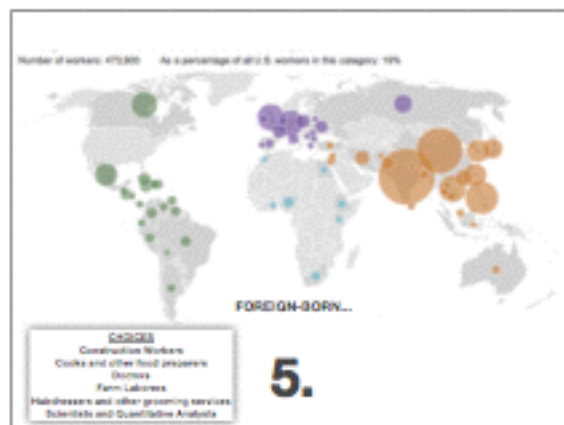 Number of workers: 473,900 As a percentage of all U.S. workers in this category: 19%
FOREIGN-BORN...
CHOICES
Construction Workers
Cooks and other food preparers
Doctors
Farm Laborers
Hairdressers and other grooming services
Scientists and Quantitative Analysts
5.